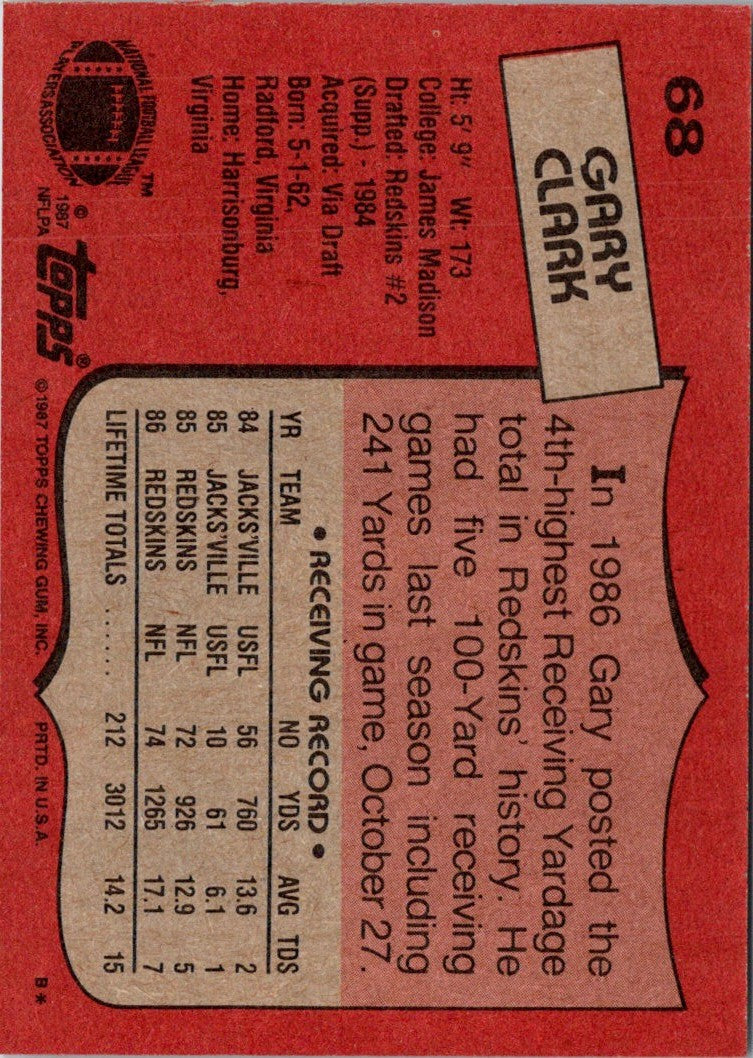 68
GARY
CLARK
Ht: 5' 9" Wt: 173
College: James Madison
Drafted: Redskins #2
(Supp.) - 1984
Acquired: Via Draft
Born: 5-1-62,
Radford, Virginia
Home: Harrisonburg,
Virginia
NATIONAL FOOTBALL LEAGUE
PLAYERS ASSOCIATION
TM
© 1987
NFLPA
TOPPS®
In 1986 Gary posted the
4th-highest Receiving Yardage
total in Redskins' history. He
had five 100-Yard receiving
games last season including
241 Yards in game, October 27.
• RECEIVING RECORD •
YR TEAM NO YDS AVG TDS
84 JACKS'VILLE USFL 56 760 13.6 2
85 JACKS'VILLE USFL 10 61 6.1 1
85 REDSKINS NFL 72 926 12.9 5
86 REDSKINS NFL 74 1265 17.1 7
LIFETIME TOTALS ...... 212 3012 14.2 15
© 1987 TOPPS CHEWING GUM, INC. PRTD. IN U.S.A. B*